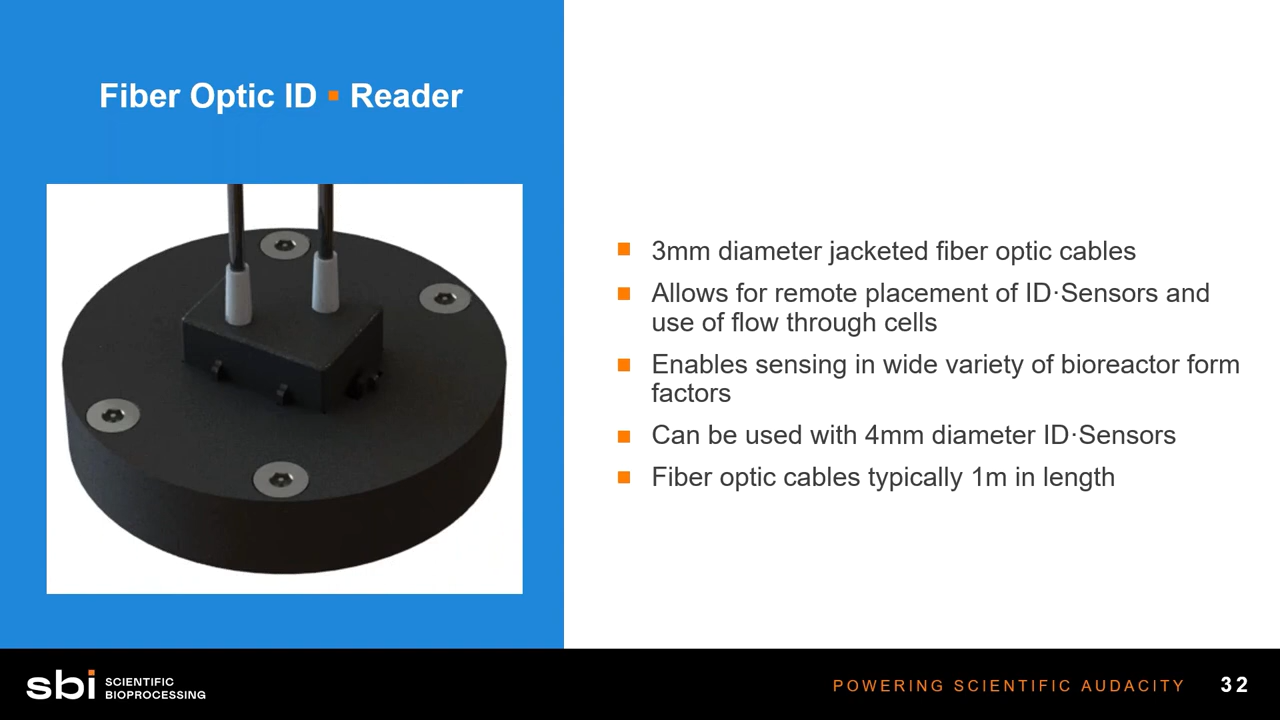 Fiber Optic ID ▪ Reader
3mm diameter jacketed fiber optic cables
Allows for remote placement of ID·Sensors and
use of flow through cells
Enables sensing in wide variety of bioreactor form
factors
Can be used with 4mm diameter ID·Sensors
Fiber optic cables typically 1m in length
sbi SCIENTIFIC
BIOPROCESSING
POWERING SCIENTIFIC AUDACITY 32